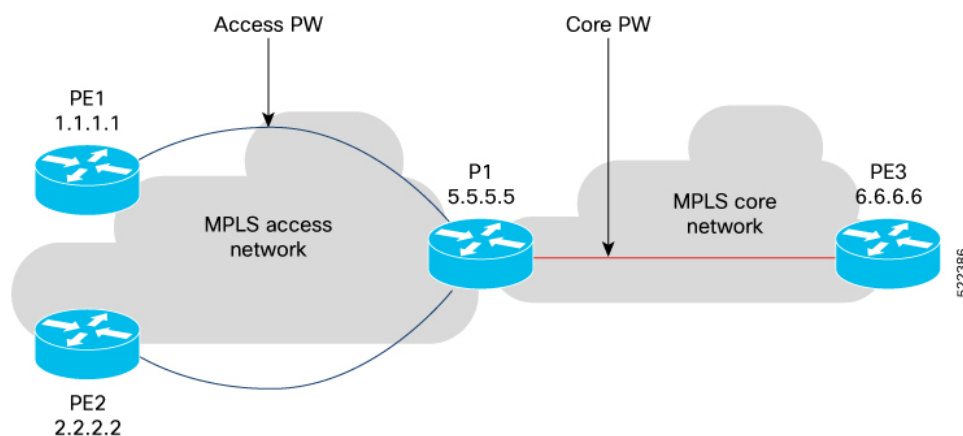 Access PW
Core PW
PE1
1.1.1.1
P1
5.5.5.5
PE3
6.6.6.6
MPLS access
network
MPLS core
network
PE2
2.2.2.2
522386